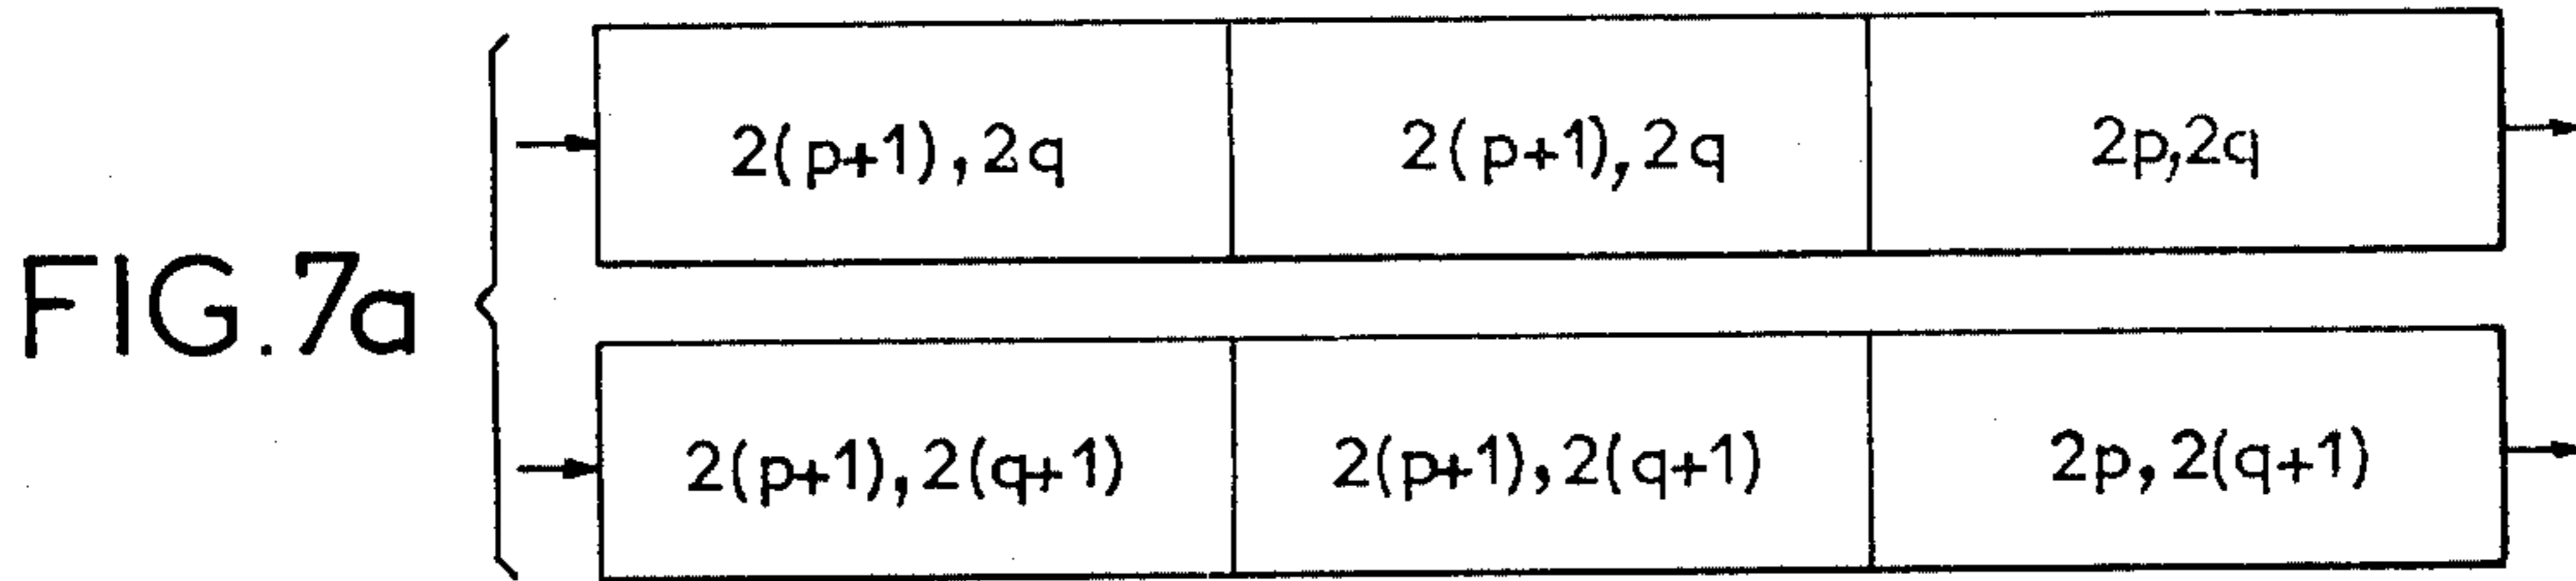 2(p+1), 2q 2(p+1), 2q 2p,2q
FIG.7a
2(p+1), 2(q+1) 2(p+1), 2(q+1) 2p, 2(q+1)